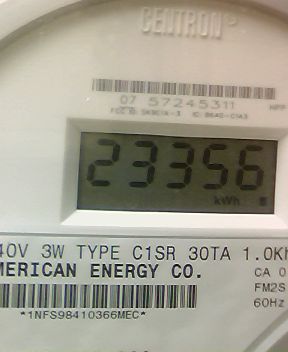 CENTRON®
07 57245311
23356
kWh
40V 3W TYPE C1SR 30TA 1.0Kh
MERICAN ENERGY CO.
CA 0
FM2S
60Hz
*1NFS98410366MEC*